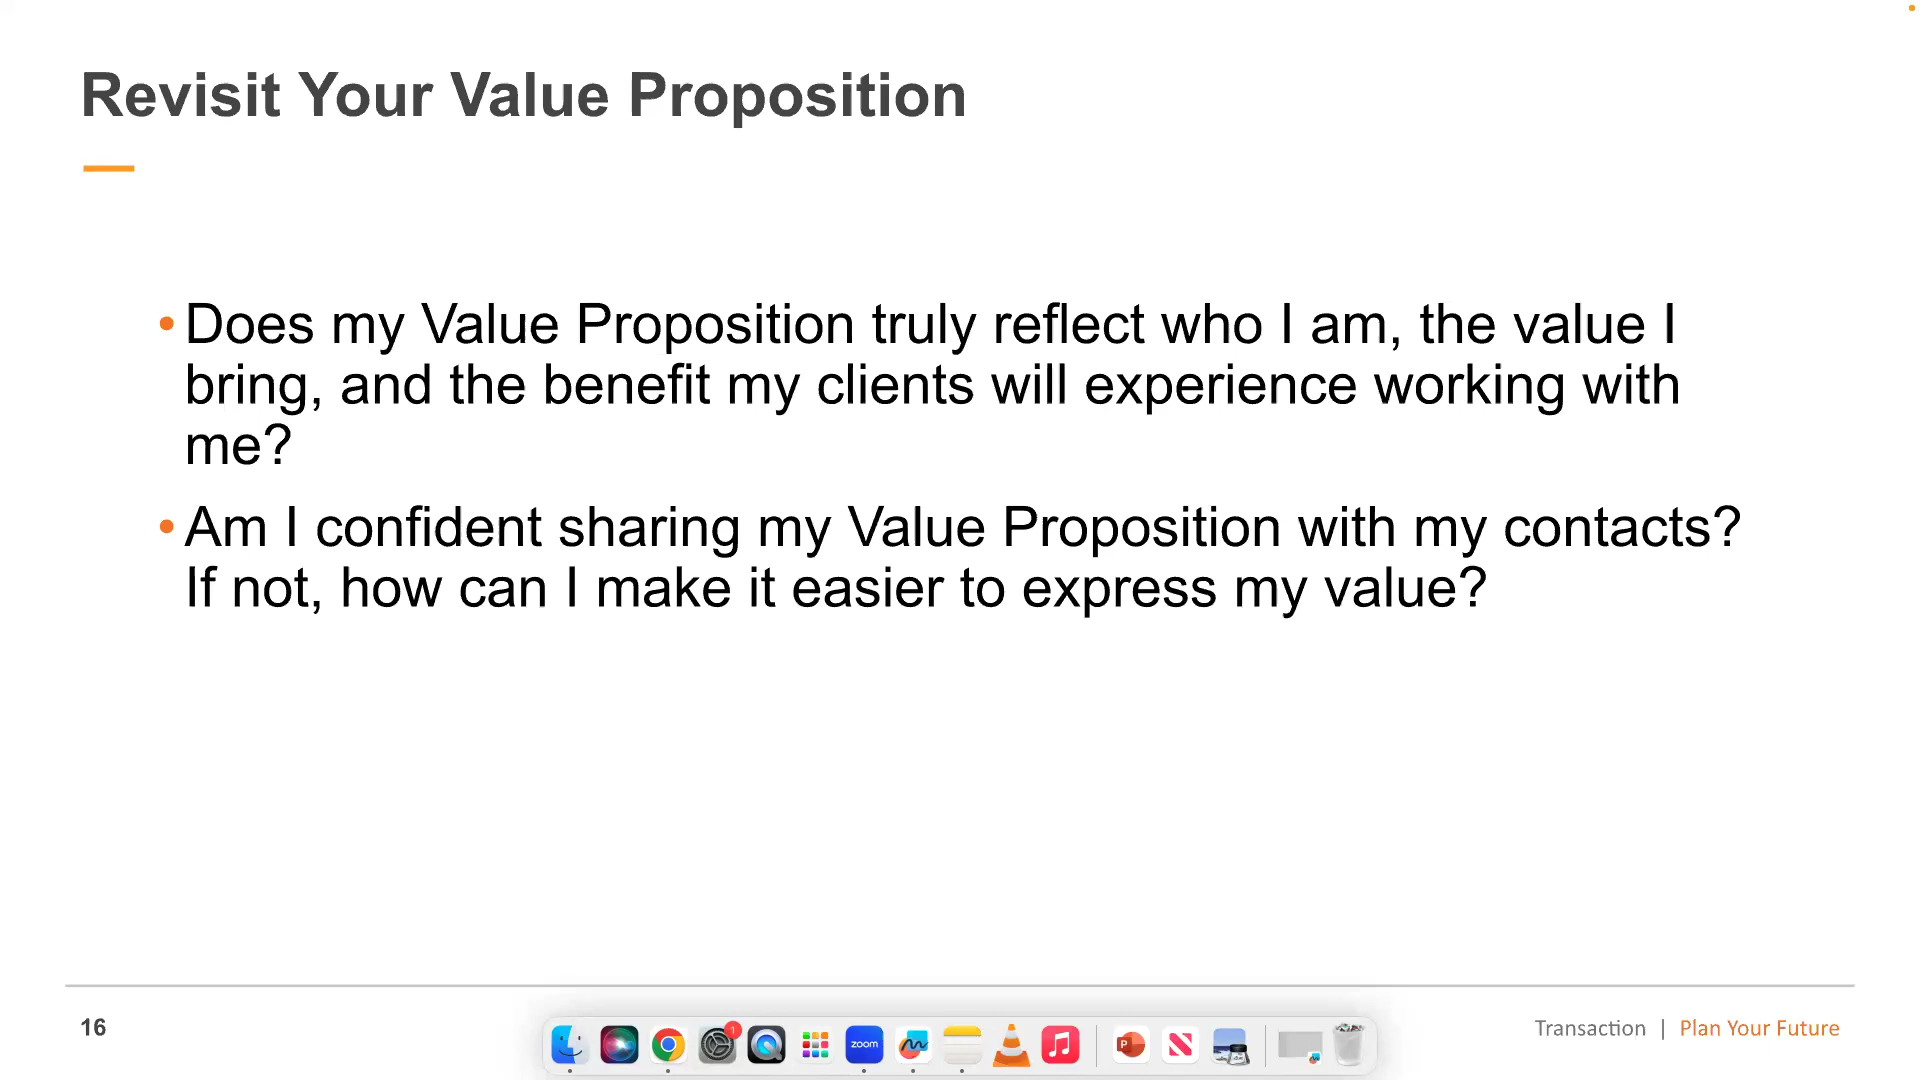 Revisit Your Value Proposition
• Does my Value Proposition truly reflect who I am, the value I
bring, and the benefit my clients will experience working with
me?
• Am I confident sharing my Value Proposition with my contacts?
If not, how can I make it easier to express my value?
16
1
zoom
P
Transaction | Plan Your Future